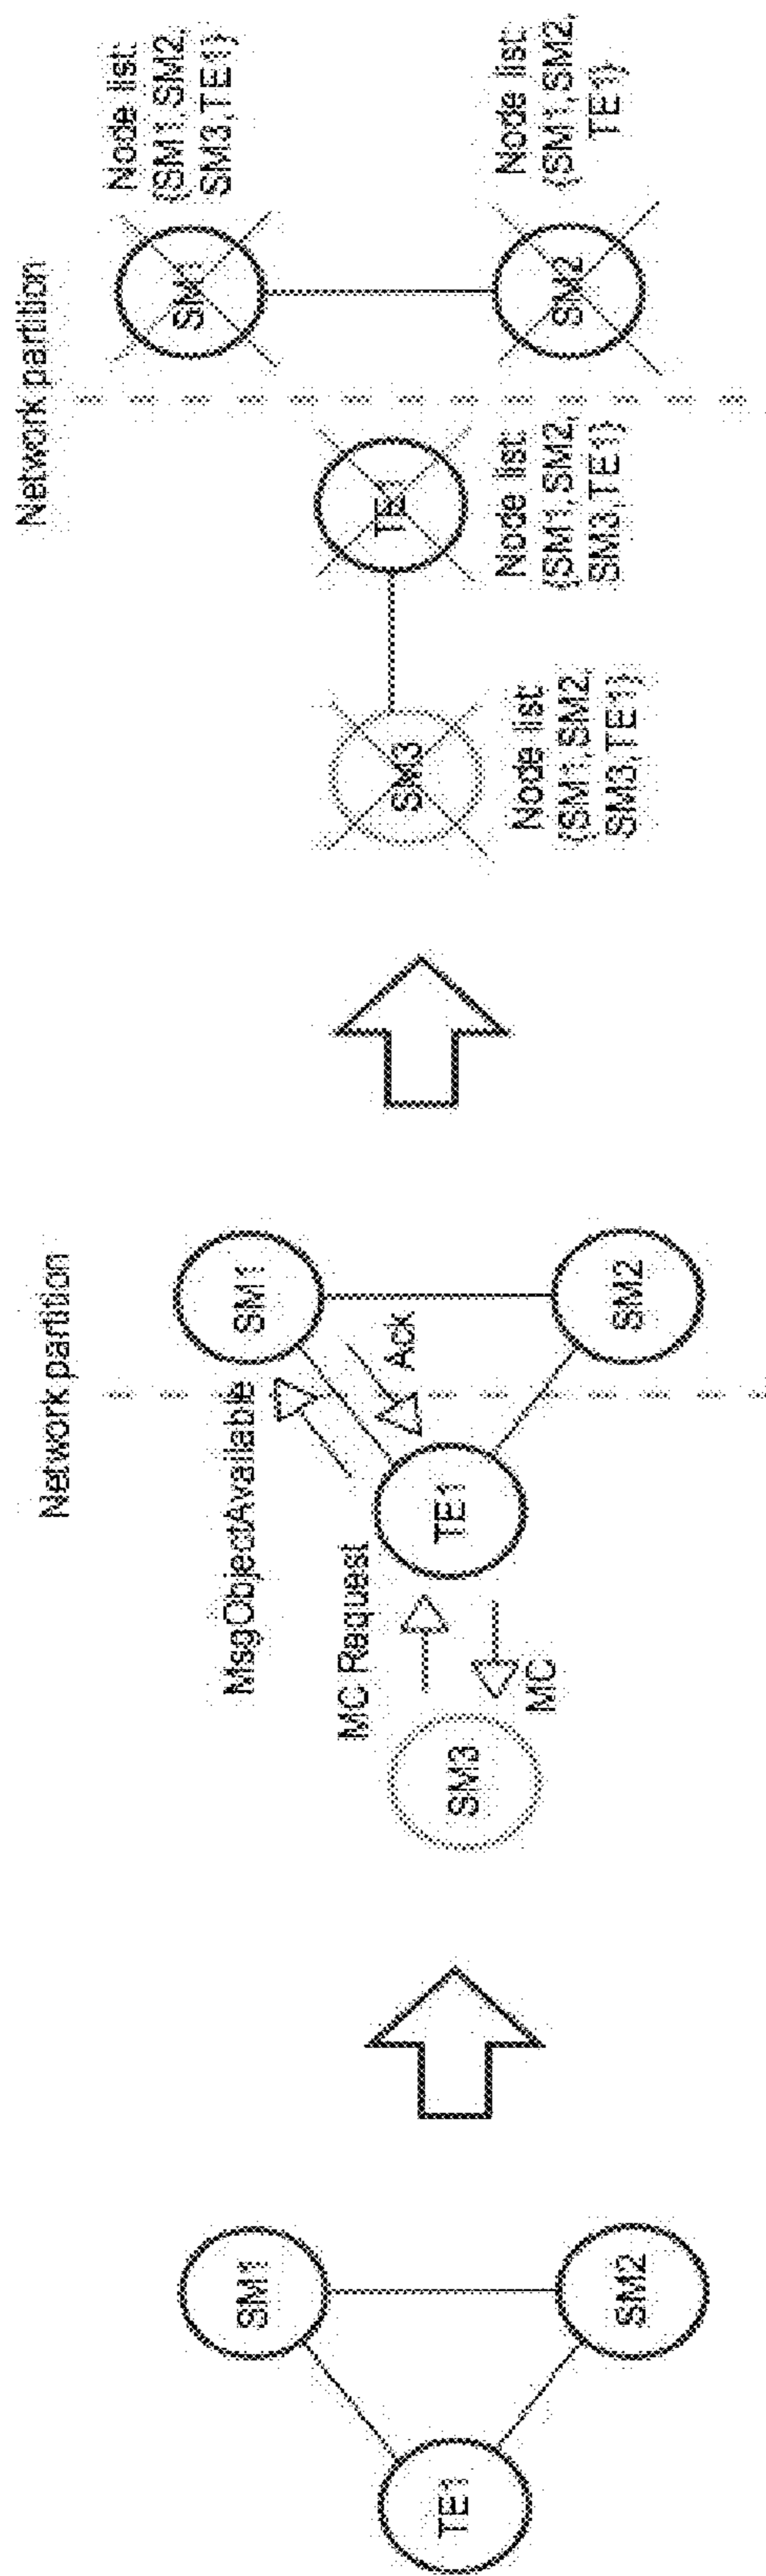 TE1
SM1
SM2
Network partition
MsgObjectAvailable
SM1
Ack
MC Request
TE1
SM3
MC
SM2
Network partition
SM1
Node list:
{SM1,SM2,
SM3,TE1}
SM3
TE1
Node list:
{SM1,SM2,
SM3,TE1}
Node list:
{SM1,SM2,
SM3,TE1}
SM2
Node list:
{SM1,SM2,
TE1}